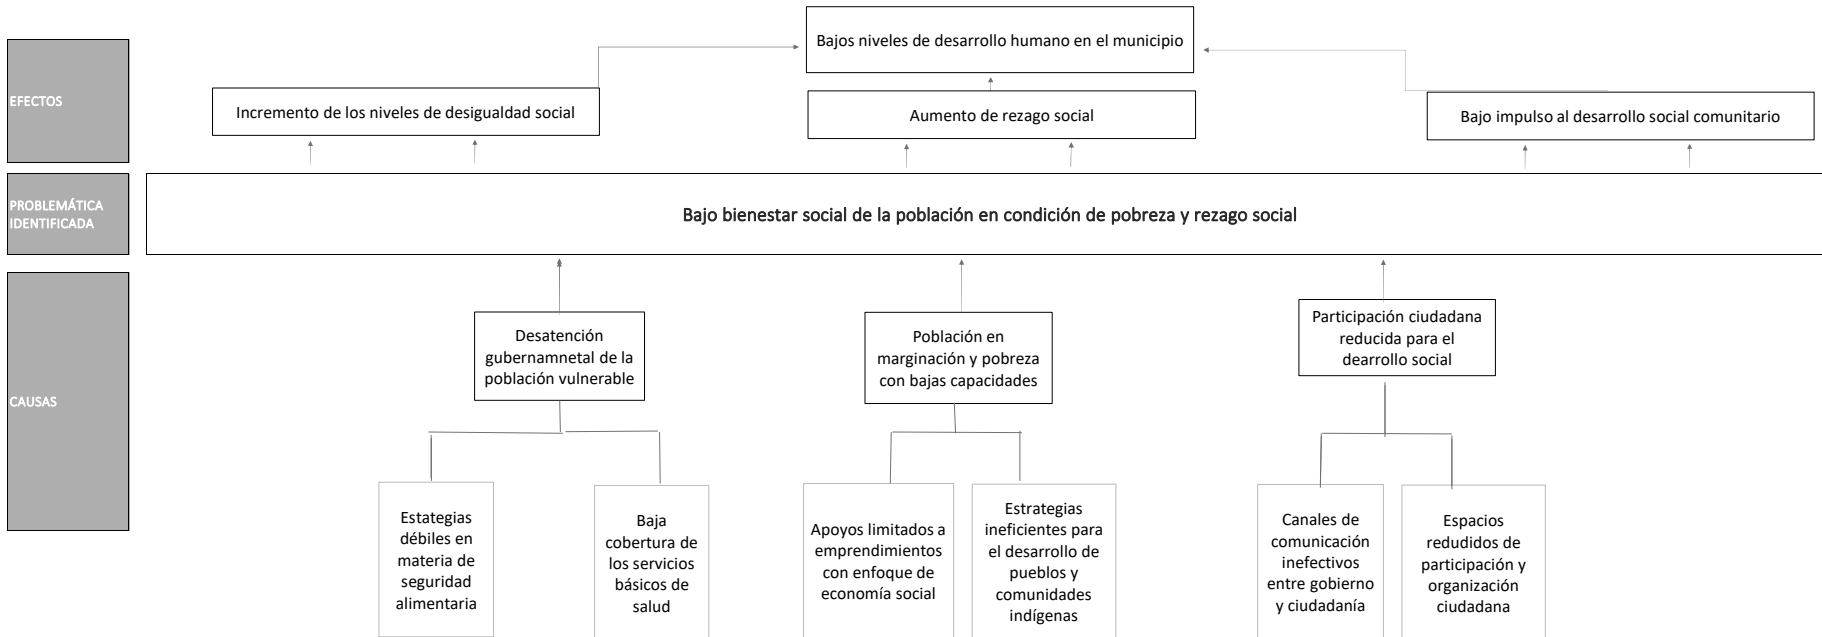 Bajos niveles de desarrollo humano en el municipio
EFECTOS
Incremento de los niveles de desigualdad social
Aumento de rezago social
Bajo impulso al desarrollo social comunitario
PROBLEMÁTICA
IDENTIFICADA
Bajo bienestar social de la población en condición de pobreza y rezago social
CAUSAS
Desatención
gubernamnetal de la
población vulnerable
Población en
marginación y pobreza
con bajas capacidades
Participación ciudadana
reducida para el
dearrollo social
Estategias
débiles en
materia de
seguridad
alimentaria
Baja
cobertura de
los servicios
básicos de
salud
Apoyos limitados a
emprendimientos
con enfoque de
economía social
Estrategias
ineficientes para
el desarrollo de
pueblos y
comunidades
indígenas
Canales de
comunicación
inefectivos
entre gobierno
y ciudadanía
Espacios
redudidos de
participación y
organización
ciudadana